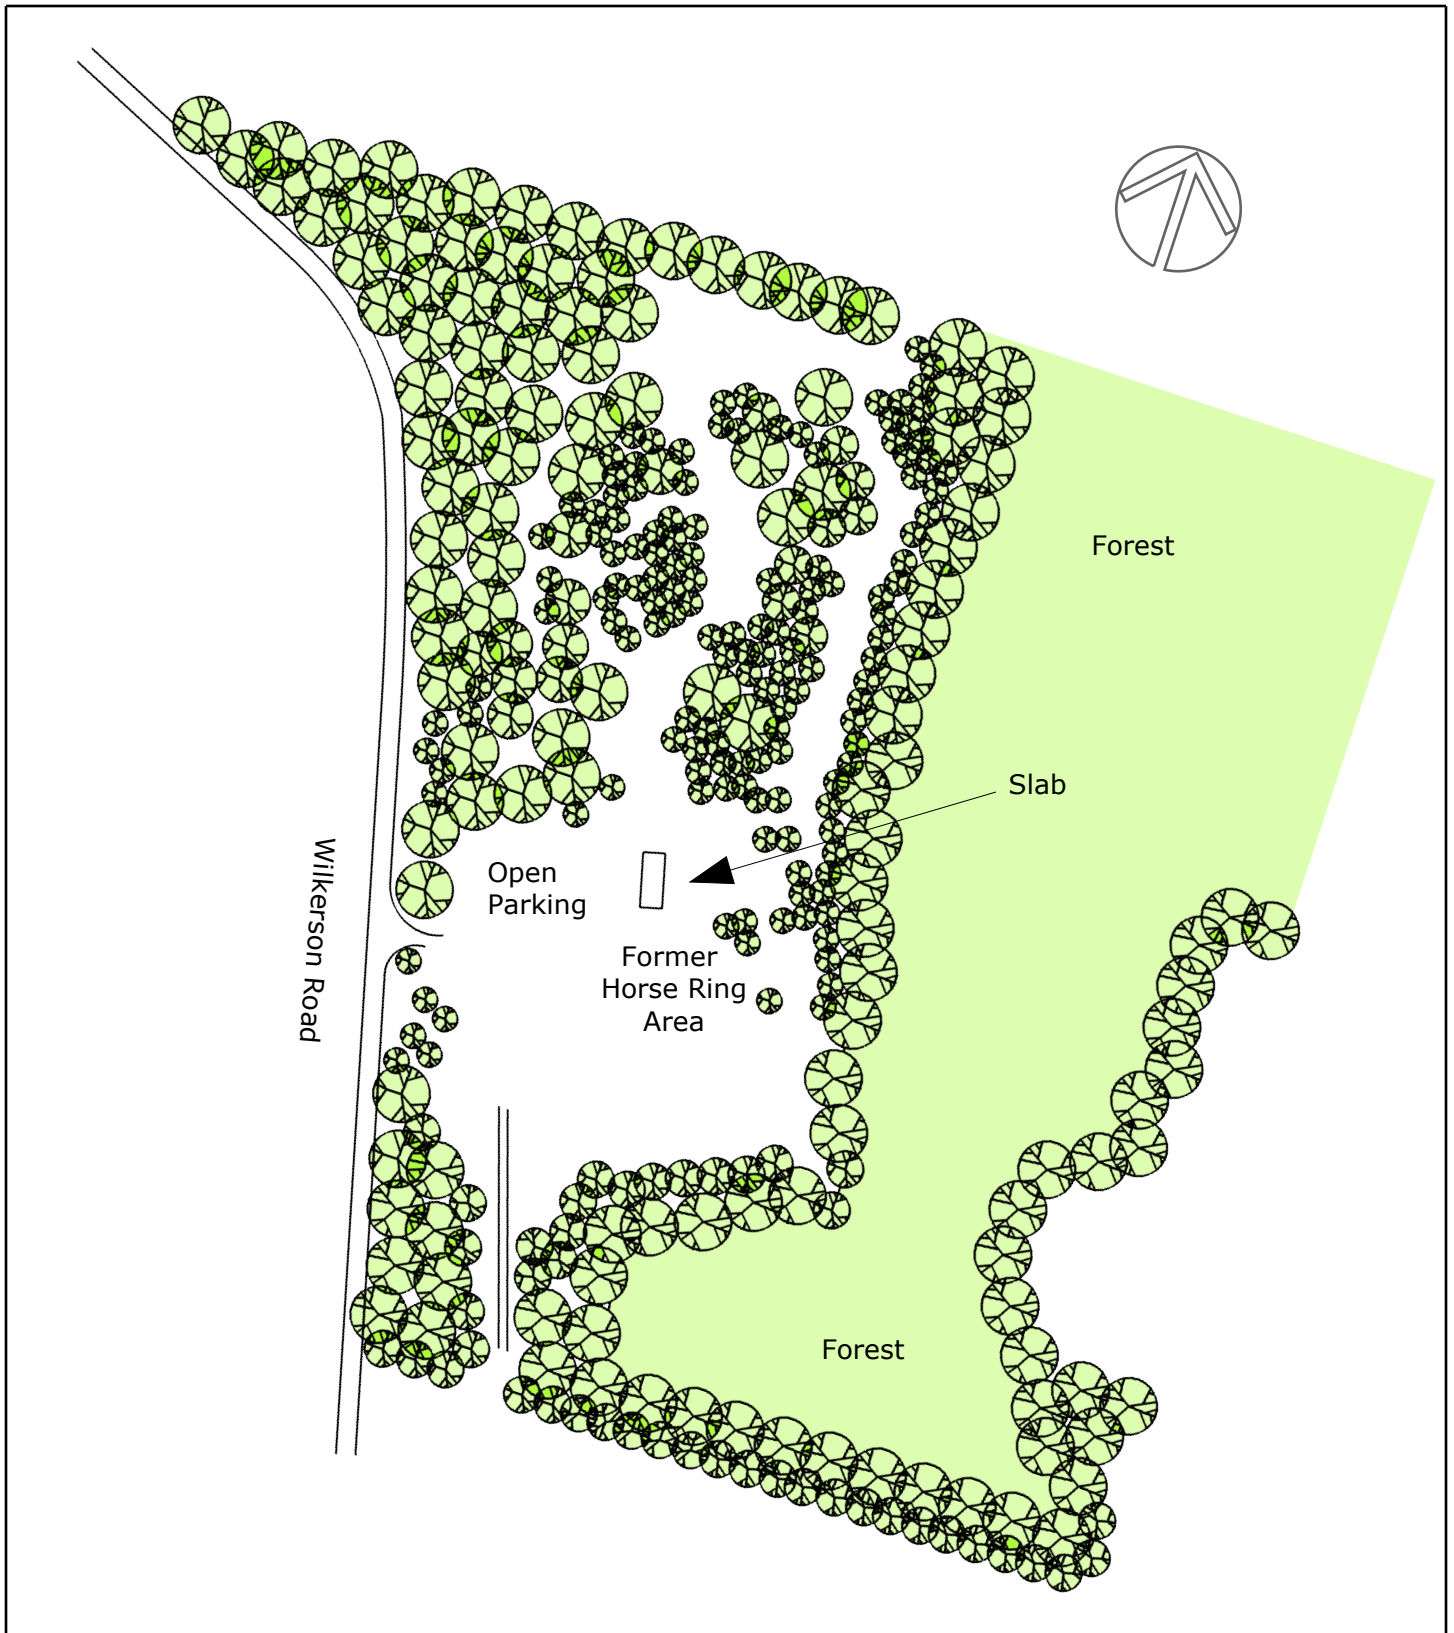 Forest
Slab
Open
Parking
Wilkerson Road
Former
Horse Ring
Area
Forest